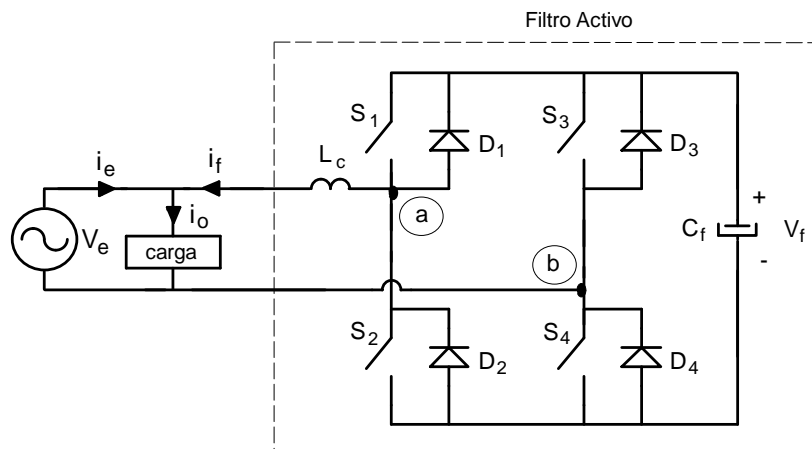 Filtro Activo
S1
S3
D1
D3
ie
if
Lc
a
io
Ve
carga
Cf
+
Vf
-
b
S2
S4
D2
D4